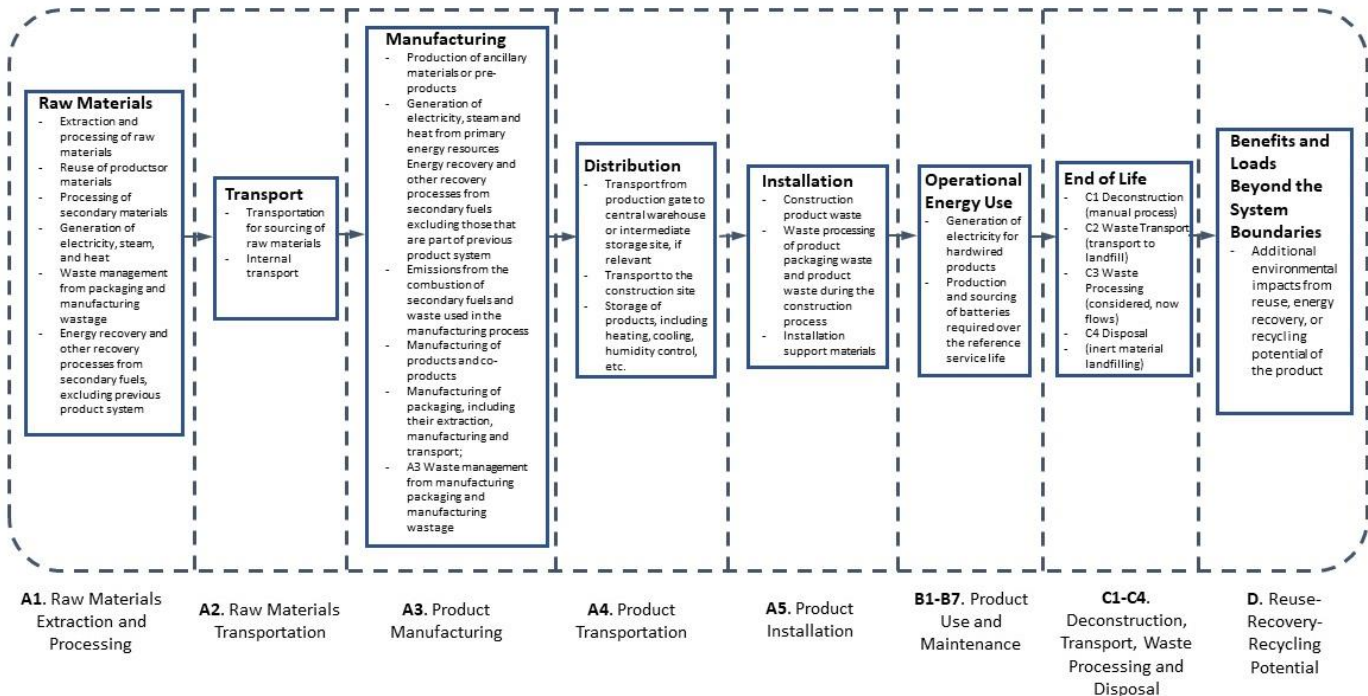 Raw Materials
- Extraction and
processing of raw
materials
- Reuse of productsor
materials
- Processing of
secondary materials
- Generation of
electricity, steam,
and heat
- Waste management
from packaging and
manufacturing
wastage
- Energy recovery and
other recovery
processes from
secondary fuels,
excluding previous
product system
Transport
- Transportation
for sourcing of
raw materials
- Internal
transport
Manufacturing
- Production of ancillary
materials or pre-
products
- Generation of
electricity, steam and
heat from primary
energy resources
Energy recovery and
other recovery
processes from
secondary fuels
excluding those that
are part of previous
product system
- Emissions from the
combustion of
secondary fuels and
waste used in the
manufacturing process
- Manufacturing of
products and co-
products
- Manufacturing of
packaging, including
their extraction,
manufacturing and
transport;
- A3 Waste management
from manufacturing
packaging and
manufacturing
wastage
Distribution
- Transport from
production gate to
central warehouse
or intermediate
storage site, if
relevant
- Transport to the
construction site
- Storage of
products, including
heating, cooling,
humidity control,
etc.
Installation
- Construction
product waste
- Waste processing
of product
packaging waste
and product
waste during the
construction
process
- Installation
support materials
Operational
Energy Use
- Generation of
electricity for
hardwired
products
- Production
and sourcing
of batteries
required over
the reference
service life
End of Life
- C1 Deconstruction
(manual process)
- C2 Waste Transport
(transport to
landfill)
- C3 Waste
Processing
(considered, now
flows)
- C4 Disposal
- (inert material
landfilling)
Benefits and
Loads
Beyond the
System
Boundaries
- Additional
environmental
impacts from
reuse, energy
recovery, or
recycling
potential of
the product
A1. Raw Materials
Extraction and
Processing
A2. Raw Materials
Transportation
A3. Product
Manufacturing
A4. Product
Transportation
A5. Product
Installation
B1-B7. Product
Use and
Maintenance
C1-C4.
Deconstruction,
Transport, Waste
Processing and
Disposal
D. Reuse-
Recovery-
Recycling
Potential